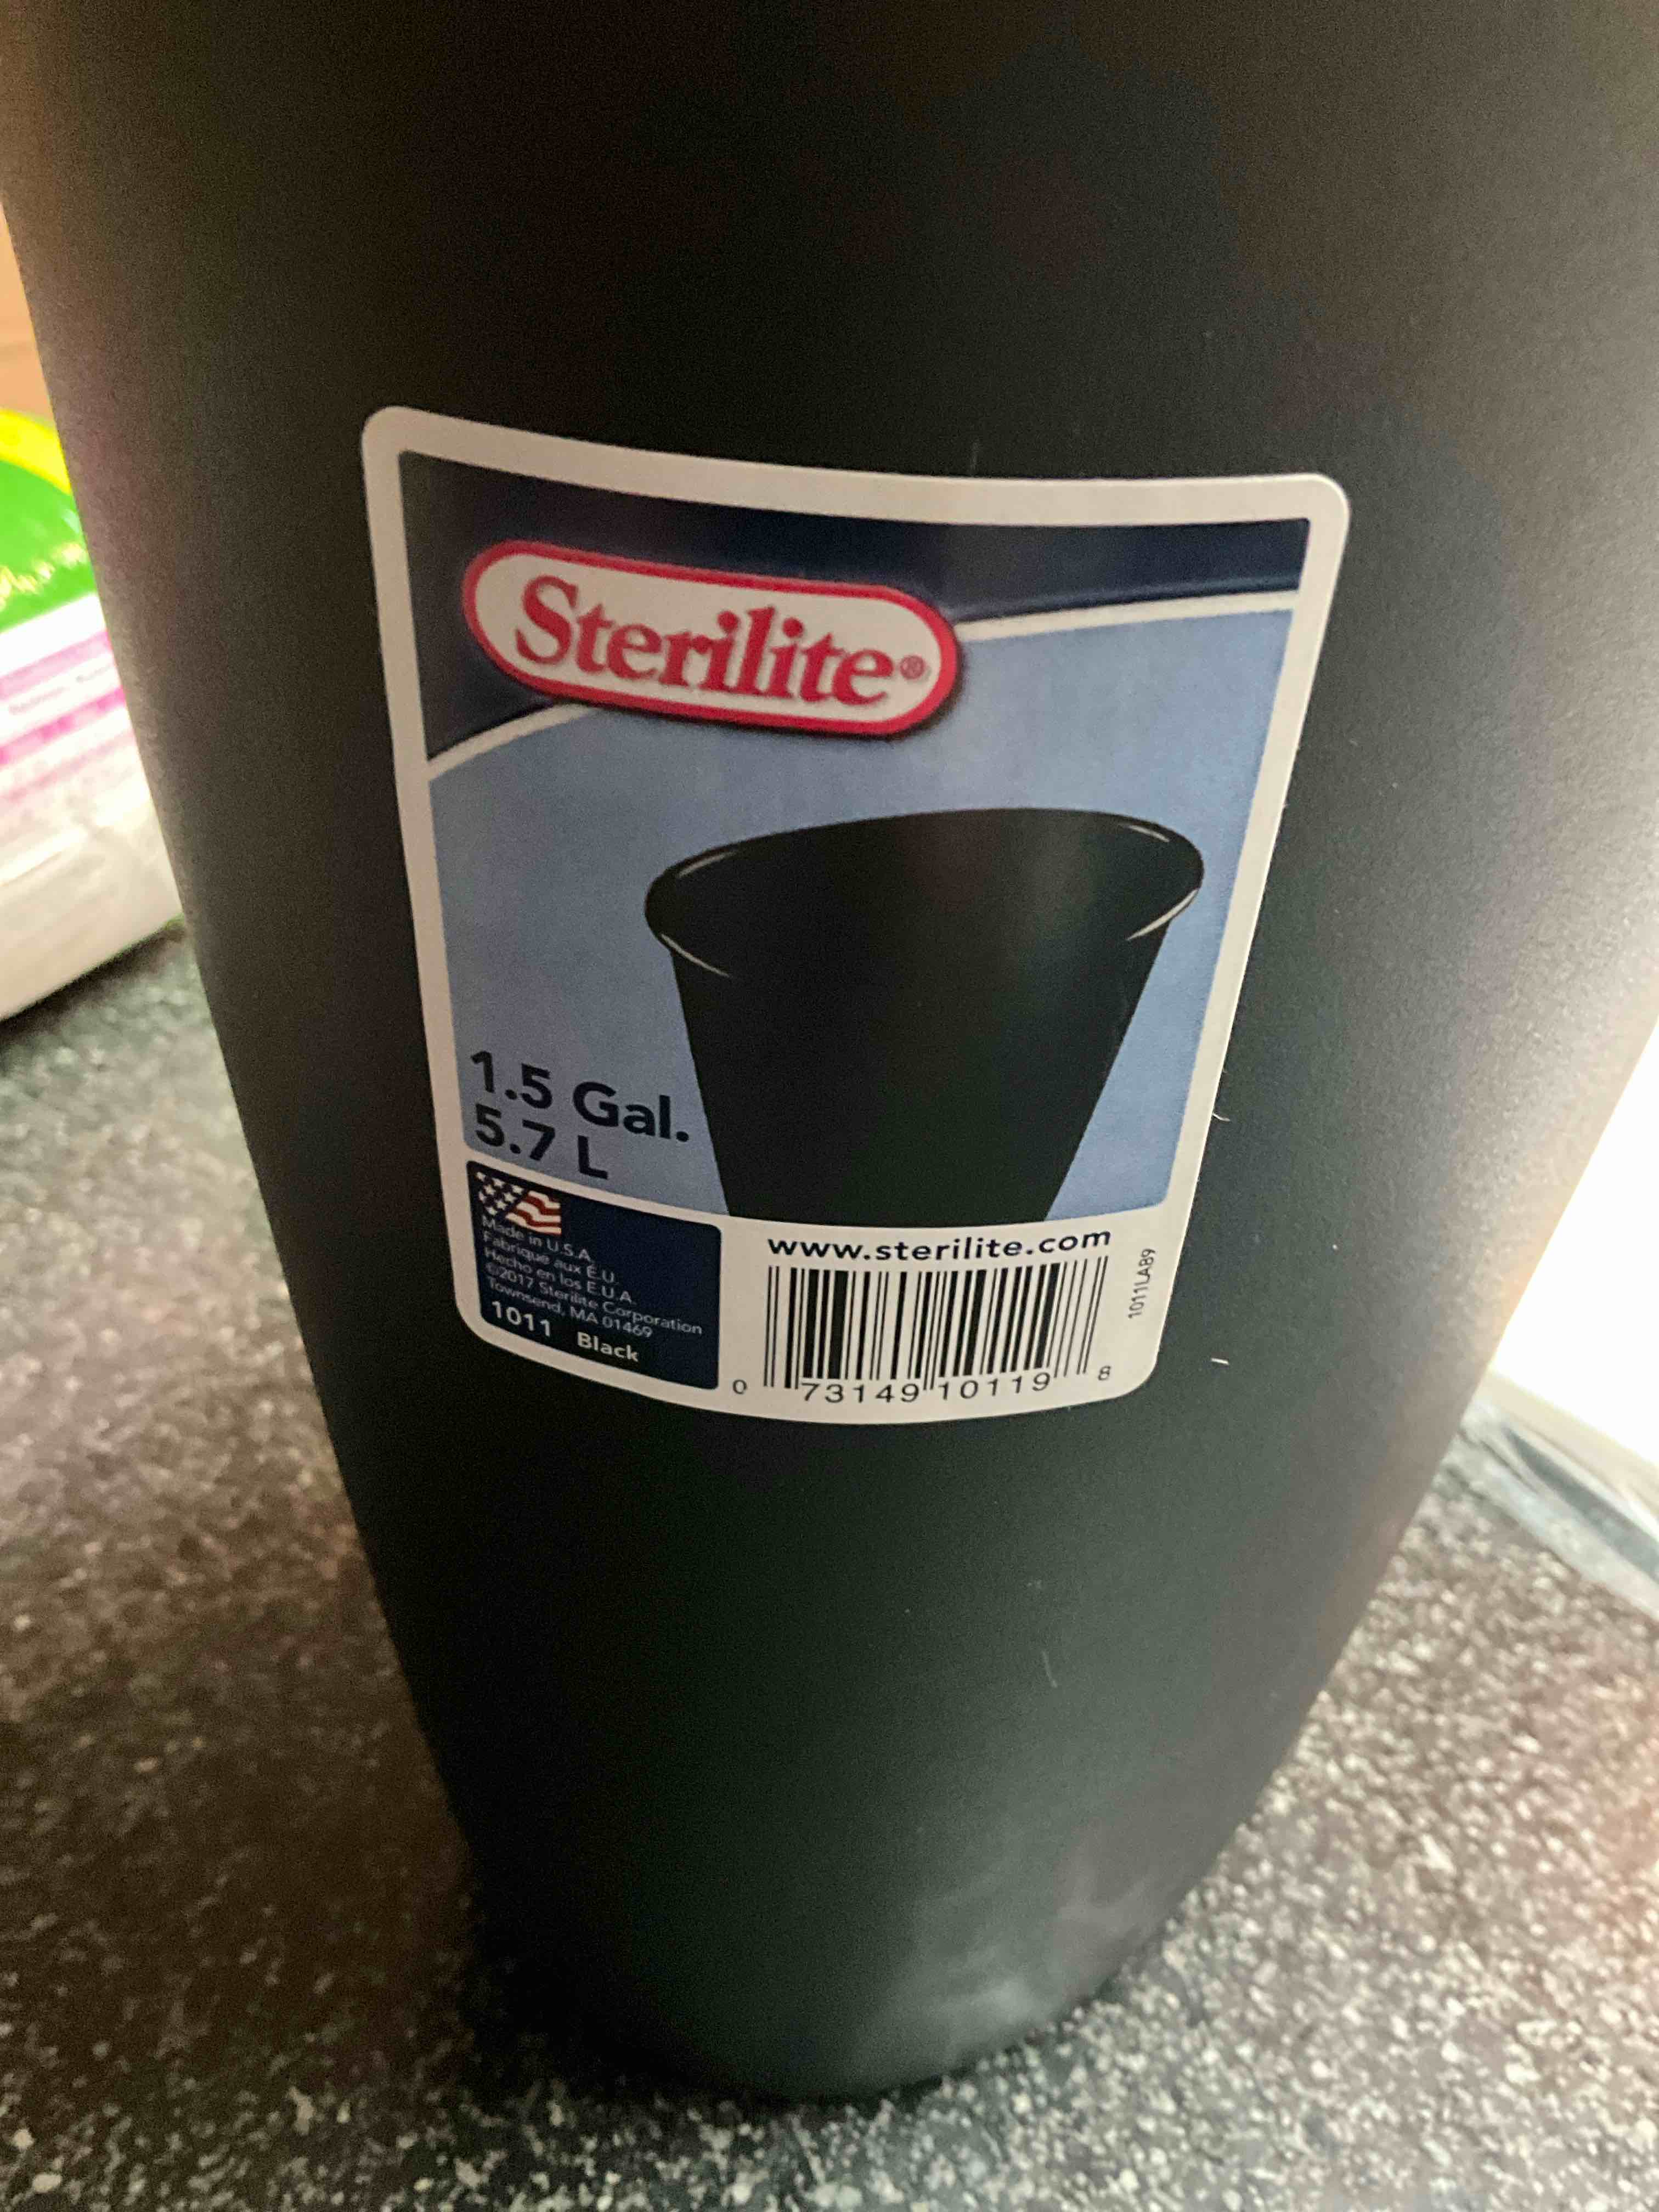 Sterilite®
1.5 Gal.
5.7 L
Made in U.S.A.
Fabriqué aux É.U.
Hecho en los E.U.A.
©2017 Sterilite Corporation
Townsend, MA 01469
1011 Black
www.sterilite.com
1011LAB9
0 73149 10119 8